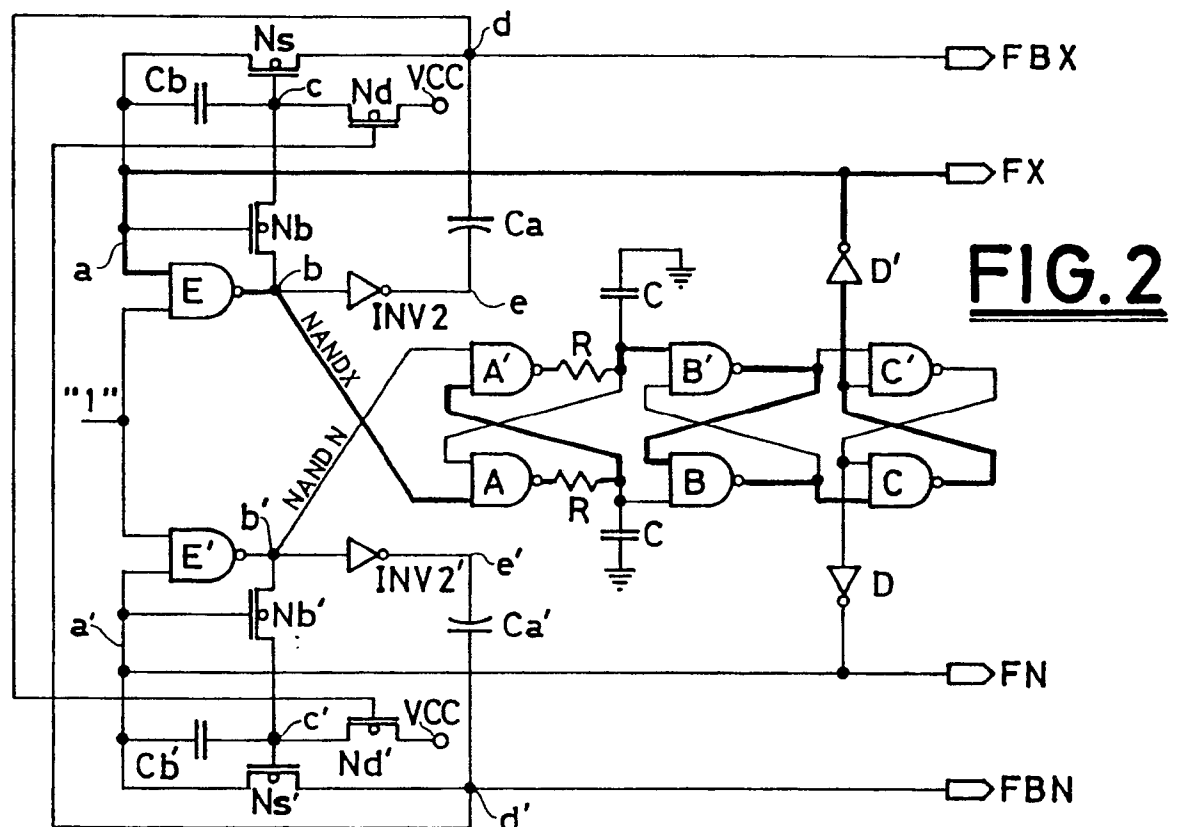 d
Ns
FBX
Cb
c
Nd
VCC
FX
Nb
Ca
a
b
D'
FIG. 2
E
INV2
e
C
NANDX
R
A'
B'
C'
"1"
NANDN
A
B
C
R
b'
C
E'
INV2'
e'
D
Nb'
Ca'
a'
FN
c'
VCC
Cb'
Nd'
Ns'
FBN
d'